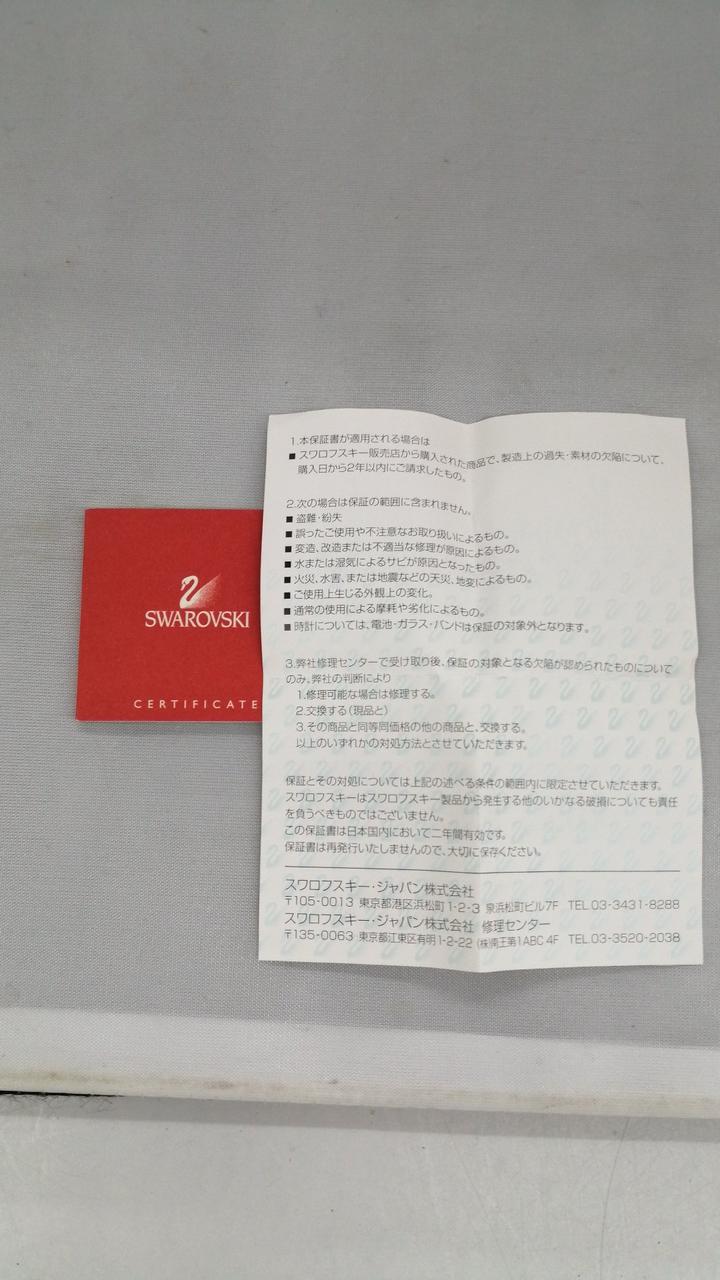 SWAROVSKI
CERTIFICATE
1.本保証書が適用される場合は
■ スワロフスキー販売店から購入された商品で、製造上の過失・素材の欠陥について、
購入日から2年以内にご請求したもの。
2.次の場合は保証の範囲に含まれません。
■ 盗難・紛失
■ 誤ったご使用や不注意なお取り扱いによるもの。
■ 変造、改造または不適当な修理が原因によるもの。
■ 水または湿気によるサビが原因となったもの。
■ 火災、水害、または地震などの天災、地変によるもの。
■ ご使用上生じる外観上の変化。
■ 通常の使用による摩耗や劣化によるもの。
■ 時計については、電池・ガラス・バンドは保証の対象外となります。
3.弊社修理センターで受け取り後、保証の対象となる欠陥が認められたものについて
のみ、弊社の判断により
1.修理可能な場合は修理する。
2.交換する(現品と)
3.その商品と同等同価格の他の商品と、交換する。
以上のいずれかの対処方法とさせていただきます。
保証とその対処については上記の述べる条件の範囲内に限定させていただきます。
スワロフスキーはスワロフスキー製品から発生する他のいかなる破損についても責任
を負うべきものではございません。
この保証書は日本国内において二年間有効です。
保証書は再発行いたしませんので、大切に保存ください。
スワロフスキー・ジャパン株式会社
〒105-0013 東京都港区浜松町1-2-3 泉浜松町ビル7F TEL.03-3431-8288
スワロフスキー・ジャパン株式会社 修理センター
〒135-0063 東京都江東区有明1-2-22 (株)南王第1ABC 4F TEL.03-3520-2038